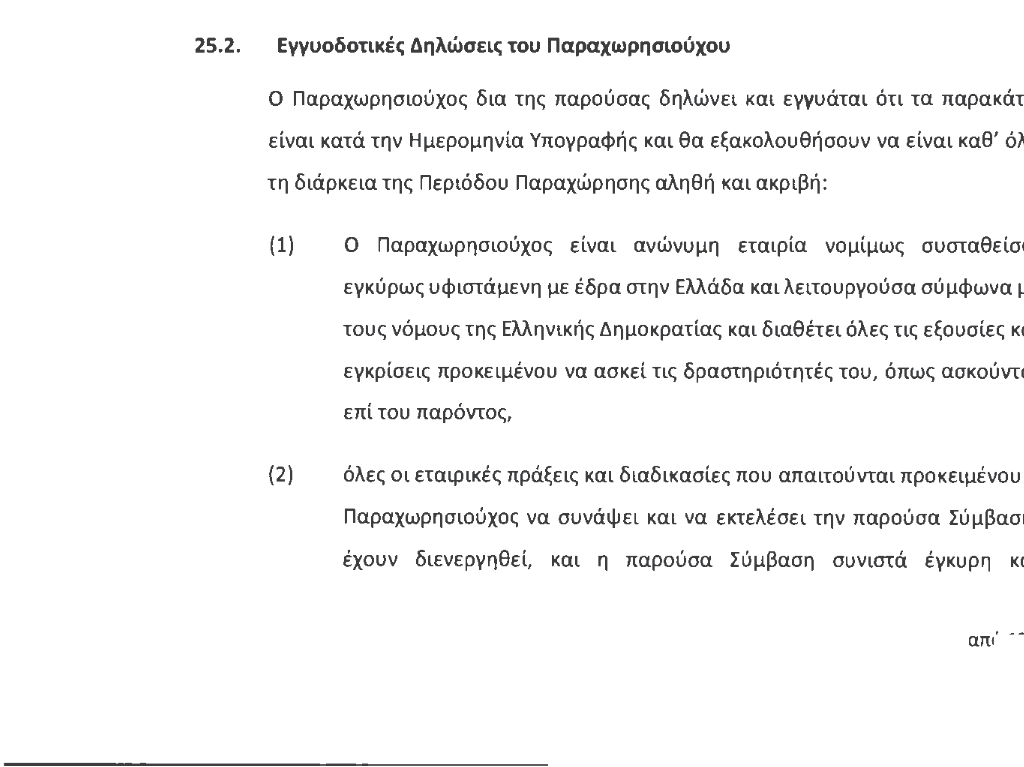 25.2. Εγγυοδοτικές Δηλώσεις του Παραχωρησιούχου
Ο Παραχωρησιούχος δια της παρούσας δηλώνει και εγγυάται ότι τα παρακάτ
είναι κατά την Ημερομηνία Υπογραφής και θα εξακολουθήσουν να είναι καθ’ όλ
τη διάρκεια της Περιόδου Παραχώρησης αληθή και ακριβή:
(1) Ο Παραχωρησιούχος είναι ανώνυμη εταιρία νομίμως συσταθείσ
εγκύρως υφιστάμενη με έδρα στην Ελλάδα και λειτουργούσα σύμφωνα μ
τους νόμους της Ελληνικής Δημοκρατίας και διαθέτει όλες τις εξουσίες κα
εγκρίσεις προκειμένου να ασκεί τις δραστηριότητές του, όπως ασκούντα
επί του παρόντος,
(2) όλες οι εταιρικές πράξεις και διαδικασίες που απαιτούνται προκειμένου
Παραχωρησιούχος να συνάψει και να εκτελέσει την παρούσα Σύμβαση
έχουν διενεργηθεί, και η παρούσα Σύμβαση συνιστά έγκυρη κα